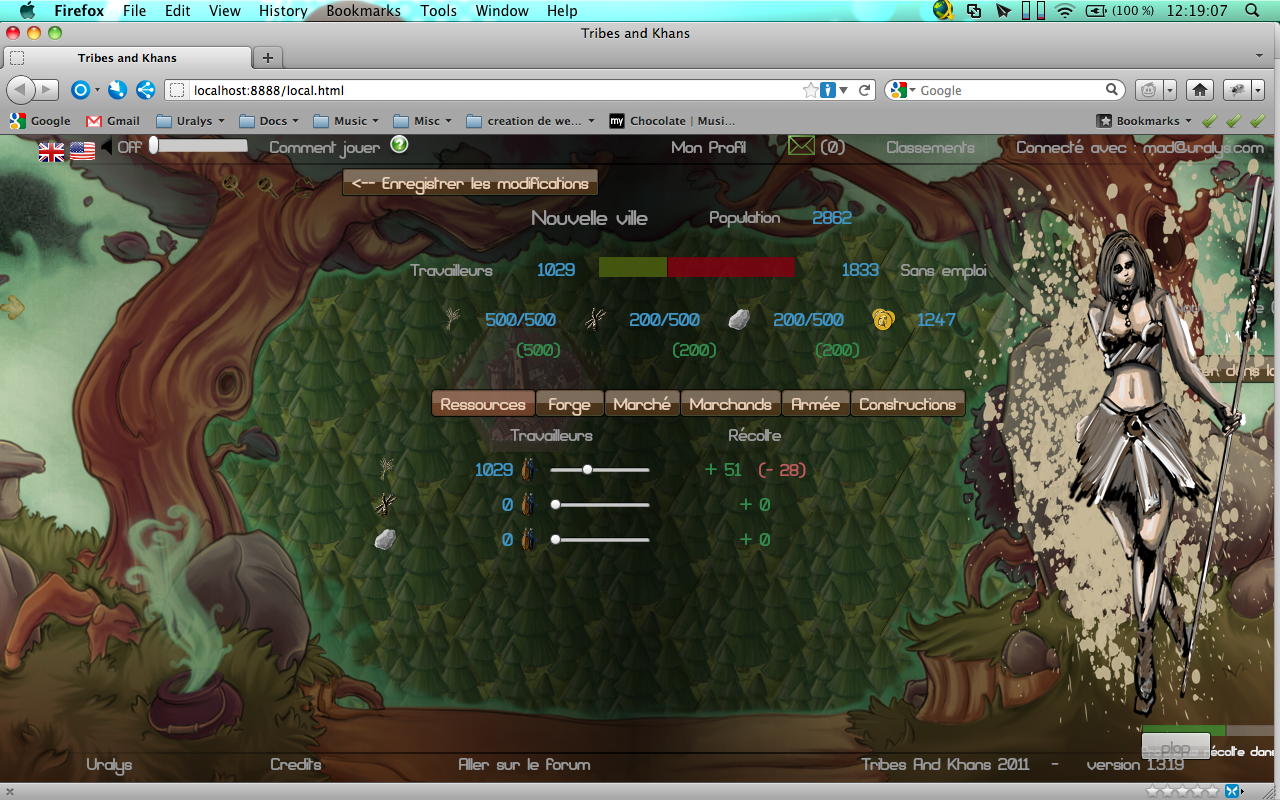 Firefox File Edit View History Bookmarks Tools Window Help (100 %) 12:19:07
Tribes and Khans
Tribes and Khans
localhost:8888/local.html Google
Google Gmail Uralys Docs Music Misc creation de we... my Chocolate | Musi... Bookmarks
Off Comment jouer ? Mon Profil (0) Classements Connecté avec : mad@uralys.com
<-- Enregistrer les modifications
Nouvelle ville Population 2862
Travailleurs 1029 1833 Sans emploi
500/500 200/500 200/500 1247
(500) (200) (200)
Ressources Forge Marché Marchands Armée Constructions
Travailleurs Récolte
1029 + 51 (- 28)
0 + 0
0 + 0
plop
récolte dans
Uralys Credits Aller sur le forum Tribes And Khans 2011 - version 1.3.19